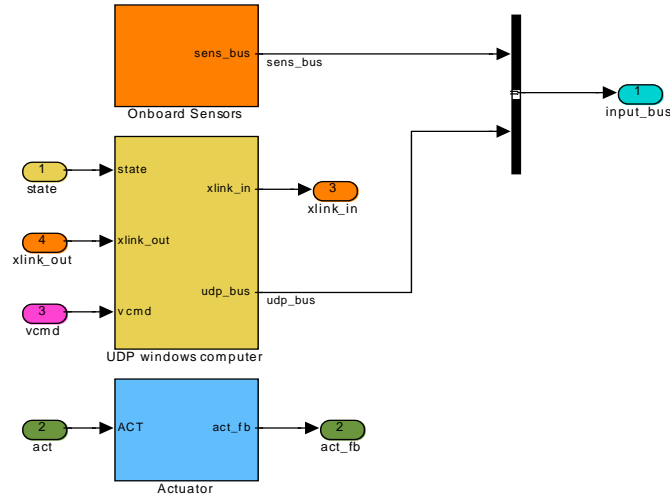 sens_bus
sens_bus
Onboard Sensors
1
input_bus
1
state
state
xlink_in
3
xlink_in
4
xlink_out
xlink_out
udp_bus
udp_bus
3
vcmd
vcmd
UDP windows computer
2
act
ACT
act_fb
2
act_fb
Actuator